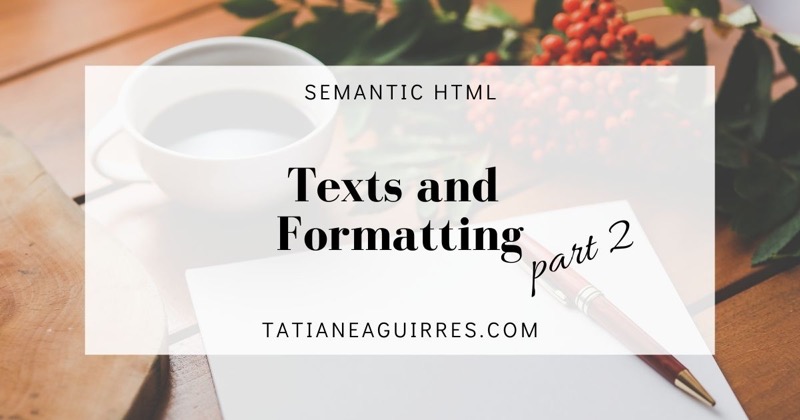 SEMANTIC HTML
Texts and
Formatting
part 2
TATIANEAGUIRRES.COM